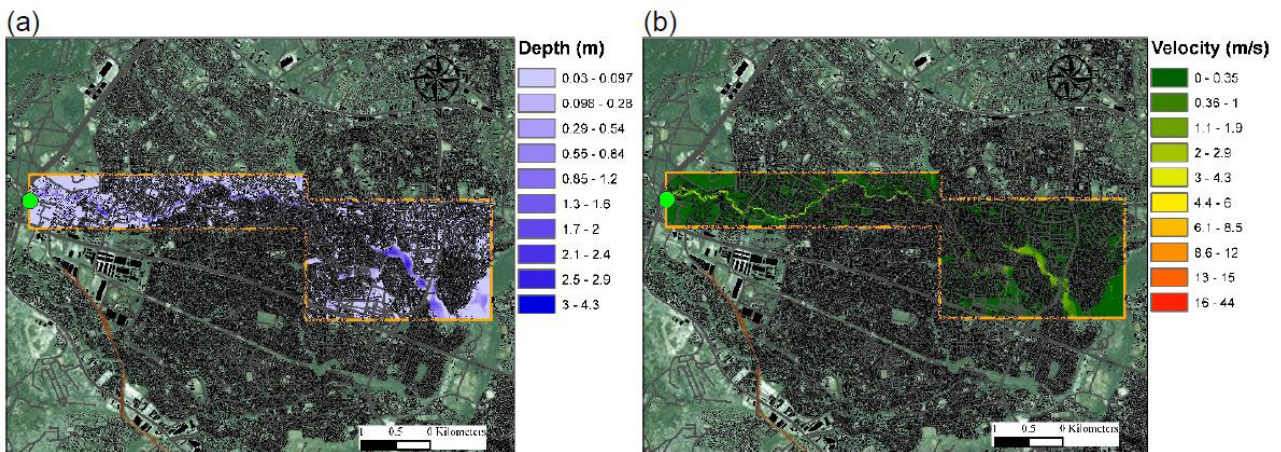 (a)
Depth (m)
0.03 - 0.097
0.098 - 0.28
0.29 - 0.54
0.55 - 0.84
0.85 - 1.2
1.3 - 1.6
1.7 - 2
2.1 - 2.4
2.5 - 2.9
3 - 4.3
1 0.5 0 Kilometers
(b)
Velocity (m/s)
0 - 0.35
0.36 - 1
1.1 - 1.9
2 - 2.9
3 - 4.3
4.4 - 6
6.1 - 8.5
8.6 - 12
13 - 15
16 - 44
1 0.5 0 Kilometers